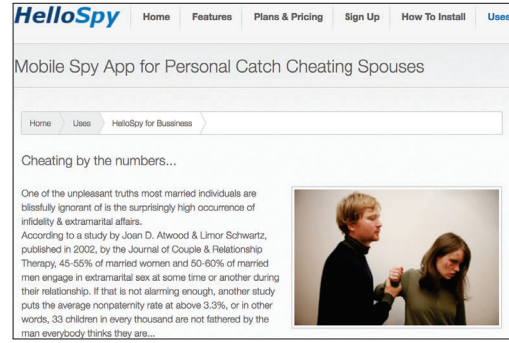 HelloSpy
Home Features Plans & Pricing Sign Up How To Install Uses
Mobile Spy App for Personal Catch Cheating Spouses
Home Uses HelloSpy for Bussiness
Cheating by the numbers...
One of the unpleasant truths most married individuals are
blissfully ignorant of is the surprisingly high occurrence of
infidelity & extramarital affairs.
According to a study by Joan D. Atwood & Limor Schwartz,
published in 2002, by the Journal of Couple & Relationship
Therapy, 45-55% of married women and 50-60% of married
men engage in extramarital sex at some time or another during
their relationship. If that is not alarming enough, another study
puts the average nonpaternity rate at above 3.3%, or in other
words, 33 children in every thousand are not fathered by the
man everybody thinks they are...